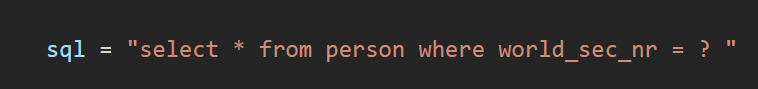 sql = "select * from person where world_sec_nr = ? "